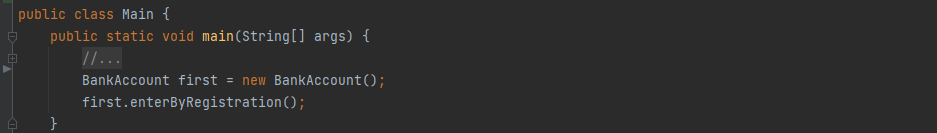 public class Main {
    public static void main(String[] args) {
        //...
        BankAccount first = new BankAccount();
        first.enterByRegistration();
    }